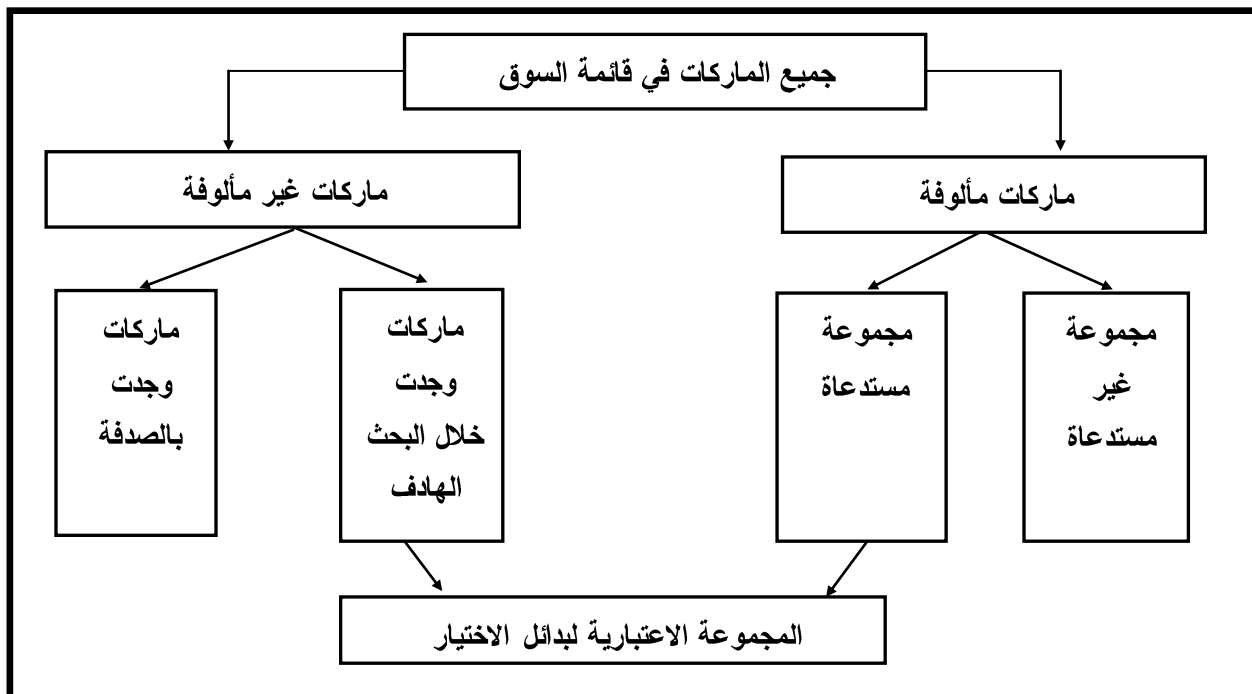 جميع الماركات في قائمة السوق
ماركات مألوفة
ماركات غير مألوفة
مجموعة
غير
مستدعاة
مجموعة
مستدعاة
ماركات
وجدت
خلال البحث
الهادف
ماركات
وجدت
بالصدفة
المجموعة الاعتبارية لبدائل الاختيار